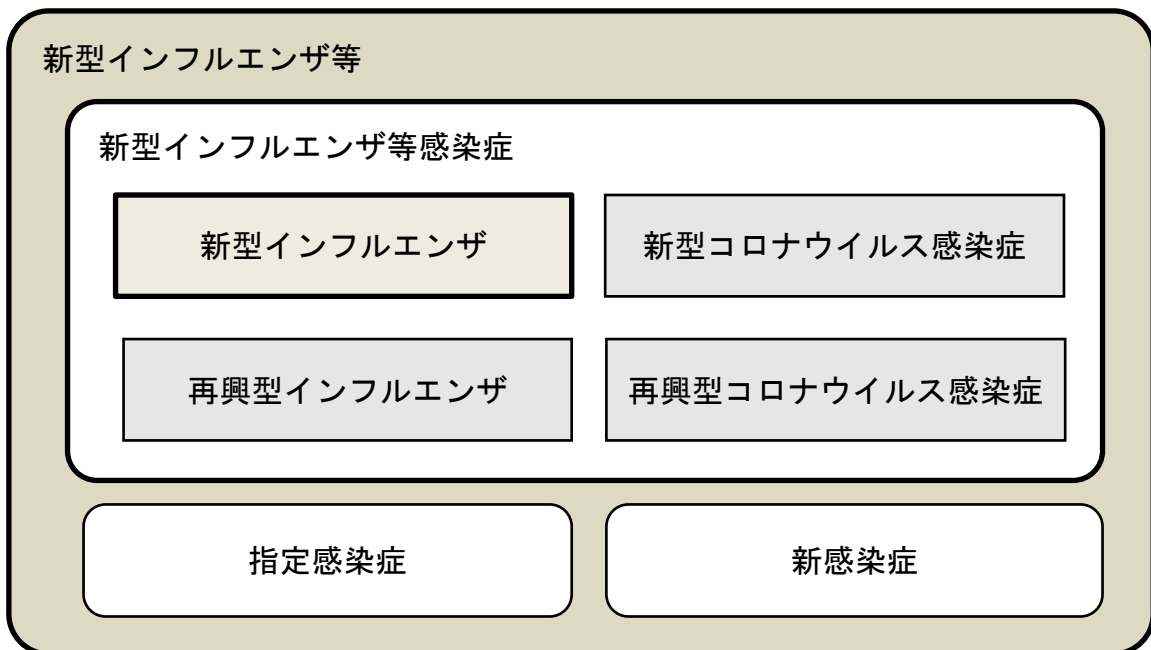 新型インフルエンザ等
新型インフルエンザ等感染症
新型インフルエンザ
新型コロナウイルス感染症
再興型インフルエンザ
再興型コロナウイルス感染症
指定感染症
新感染症